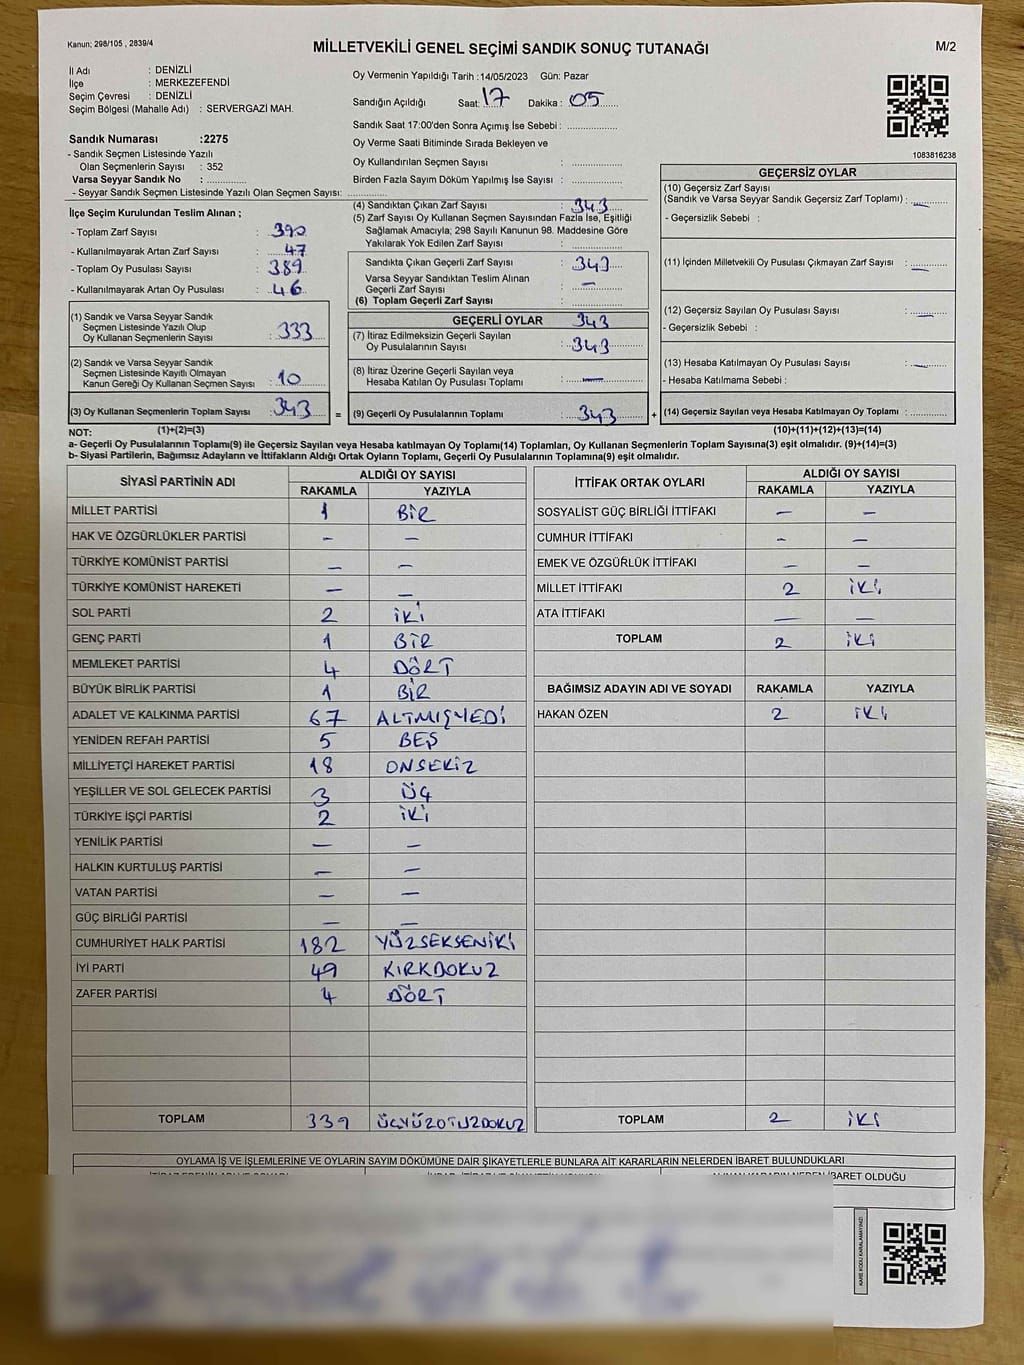 Kanun: 298/105 , 2839/4
MİLLETVEKİLİ GENEL SEÇİMİ SANDIK SONUÇ TUTANAĞI
M/2
İl Adı : DENİZLİ
İlçe : MERKEZEFENDİ
Seçim Çevresi : DENİZLİ
Seçim Bölgesi (Mahalle Adı) : SERVERGAZİ MAH.
Sandık Numarası :2275
- Sandık Seçmen Listesinde Yazılı
Olan Seçmenlerin Sayısı : 352
Varsa Seyyar Sandık No : ............
- Seyyar Sandık Seçmen Listesinde Yazılı Olan Seçmen Sayısı: ............
Oy Vermenin Yapıldığı Tarih : 14/05/2023 Gün: Pazar
Sandığın Açıldığı Saat: 17 Dakika : 05
Sandık Saat 17:00'den Sonra Açımış İse Sebebi : ............
Oy Verme Saati Bitiminde Sırada Bekleyen ve
Oy Kullandırılan Seçmen Sayısı : ............
Birden Fazla Sayım Döküm Yapılmış İse Sayısı : ............
1083816238
İlçe Seçim Kurulundan Teslim Alınan ;
- Toplam Zarf Sayısı : 390
- Kullanılmayarak Artan Zarf Sayısı : 47
- Toplam Oy Pusulası Sayısı : 389
- Kullanılmayarak Artan Oy Pusulası : 46
(1) Sandık ve Varsa Seyyar Sandık
Seçmen Listesinde Yazılı Olup
Oy Kullanan Seçmenlerin Sayısı : 333
(2) Sandık ve Varsa Seyyar Sandık
Seçmen Listesinde Kayıtlı Olmayan
Kanun Gereği Oy Kullanan Seçmen Sayısı : 10
(3) Oy Kullanan Seçmenlerin Toplam Sayısı : 343
(4) Sandıktan Çıkan Zarf Sayısı : 343
(5) Zarf Sayısı Oy Kullanan Seçmen Sayısından Fazla İse, Eşitliği
Sağlamak Amacıyla; 298 Sayılı Kanunun 98. Maddesine Göre
Yakılarak Yok Edilen Zarf Sayısı : ............
Sandıkta Çıkan Geçerli Zarf Sayısı : 343
Varsa Seyyar Sandıktan Teslim Alınan
Geçerli Zarf Sayısı : —
(6) Toplam Geçerli Zarf Sayısı : ............
GEÇERLİ OYLAR 343
(7) İtiraz Edilmeksizin Geçerli Sayılan
Oy Pusulalarının Sayısı : 343
(8) İtiraz Üzerine Geçerli Sayılan veya
Hesaba Katılan Oy Pusulası Toplamı : —
= (9) Geçerli Oy Pusulalarının Toplamı : 343 +
GEÇERSİZ OYLAR
(10) Geçersiz Zarf Sayısı
(Sandık ve Varsa Seyyar Sandık Geçersiz Zarf Toplamı) : —
- Geçersizlik Sebebi :
(11) İçinden Milletvekili Oy Pusulası Çıkmayan Zarf Sayısı : —
(12) Geçersiz Sayılan Oy Pusulası Sayısı : —
- Geçersizlik Sebebi :
(13) Hesaba Katılmayan Oy Pusulası Sayısı : —
- Hesaba Katılmama Sebebi :
(14) Geçersiz Sayılan veya Hesaba Katılmayan Oy Toplamı : ............
NOT: (1)+(2)=(3) (10)+(11)+(12)+(13)=(14)
a- Geçerli Oy Pusulalarının Toplamı(9) ile Geçersiz Sayılan veya Hesaba katılmayan Oy Toplamı(14) Toplamları, Oy Kullanan Seçmenlerin Toplam Sayısına(3) eşit olmalıdır. (9)+(14)=(3)
b- Siyasi Partilerin, Bağımsız Adayların ve İttifakların Aldığı Ortak Oyların Toplamı, Geçerli Oy Pusulalarının Toplamına(9) eşit olmalıdır.
SİYASİ PARTİNİN ADI ALDIĞI OY SAYISI
RAKAMLA YAZIYLA
MİLLET PARTİSİ 1 BİR
HAK VE ÖZGÜRLÜKLER PARTİSİ — —
TÜRKİYE KOMÜNİST PARTİSİ — —
TÜRKİYE KOMÜNİST HAREKETİ — —
SOL PARTİ 2 İKİ
GENÇ PARTİ 1 BİR
MEMLEKET PARTİSİ 4 DÖRT
BÜYÜK BİRLİK PARTİSİ 1 BİR
ADALET VE KALKINMA PARTİSİ 67 ALTMIŞYEDİ
YENİDEN REFAH PARTİSİ 5 BEŞ
MİLLİYETÇİ HAREKET PARTİSİ 18 ONSEKİZ
YEŞİLLER VE SOL GELECEK PARTİSİ 3 ÜÇ
TÜRKİYE İŞÇİ PARTİSİ 2 İKİ
YENİLİK PARTİSİ — —
HALKIN KURTULUŞ PARTİSİ — —
VATAN PARTİSİ — —
GÜÇ BİRLİĞİ PARTİSİ — —
CUMHURİYET HALK PARTİSİ 182 YÜZSEKSENİKİ
İYİ PARTİ 49 KIRKDOKUZ
ZAFER PARTİSİ 4 DÖRT
TOPLAM 339 ÜÇYÜZOTUZDOKUZ
İTTİFAK ORTAK OYLARI ALDIĞI OY SAYISI
RAKAMLA YAZIYLA
SOSYALİST GÜÇ BİRLİĞİ İTTİFAKI — —
CUMHUR İTTİFAKI — —
EMEK VE ÖZGÜRLÜK İTTİFAKI — —
MİLLET İTTİFAKI 2 İKİ
ATA İTTİFAKI — —
TOPLAM 2 İKİ
BAĞIMSIZ ADAYIN ADI VE SOYADI RAKAMLA YAZIYLA
HAKAN ÖZEN 2 İKİ
TOPLAM 2 İKİ
OYLAMA İŞ VE İŞLEMLERİNE VE OYLARIN SAYIM DÖKÜMÜNE DAİR ŞİKAYETLERLE BUNLARA AİT KARARLARIN NELERDEN İBARET BULUNDUKLARI
İBARET OLDUĞU
KARE KODU KARALAMAYINIZ!